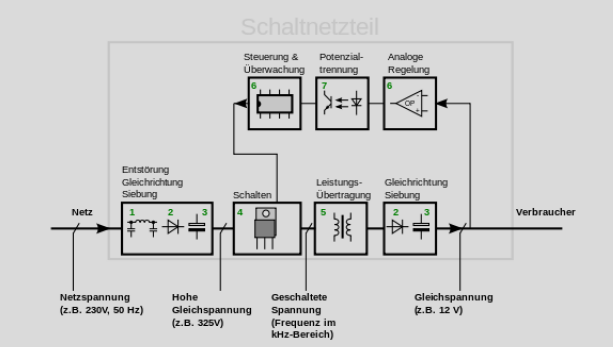 Schaltnetzteil
Steuerung &
Überwachung
Potenzial-
trennung
Analoge
Regelung
6
7
6
OP
-
+
Entstörung
Gleichrichtung
Siebung
Schalten
Leistungs-
Übertragung
Gleichrichtung
Siebung
Netz
1
2
3
4
5
2
3
Verbraucher
Netzspannung
(z.B. 230V, 50 Hz)
Hohe
Gleichspannung
(z.B. 325V)
Geschaltete
Spannung
(Frequenz im
kHz-Bereich)
Gleichspannung
(z.B. 12 V)